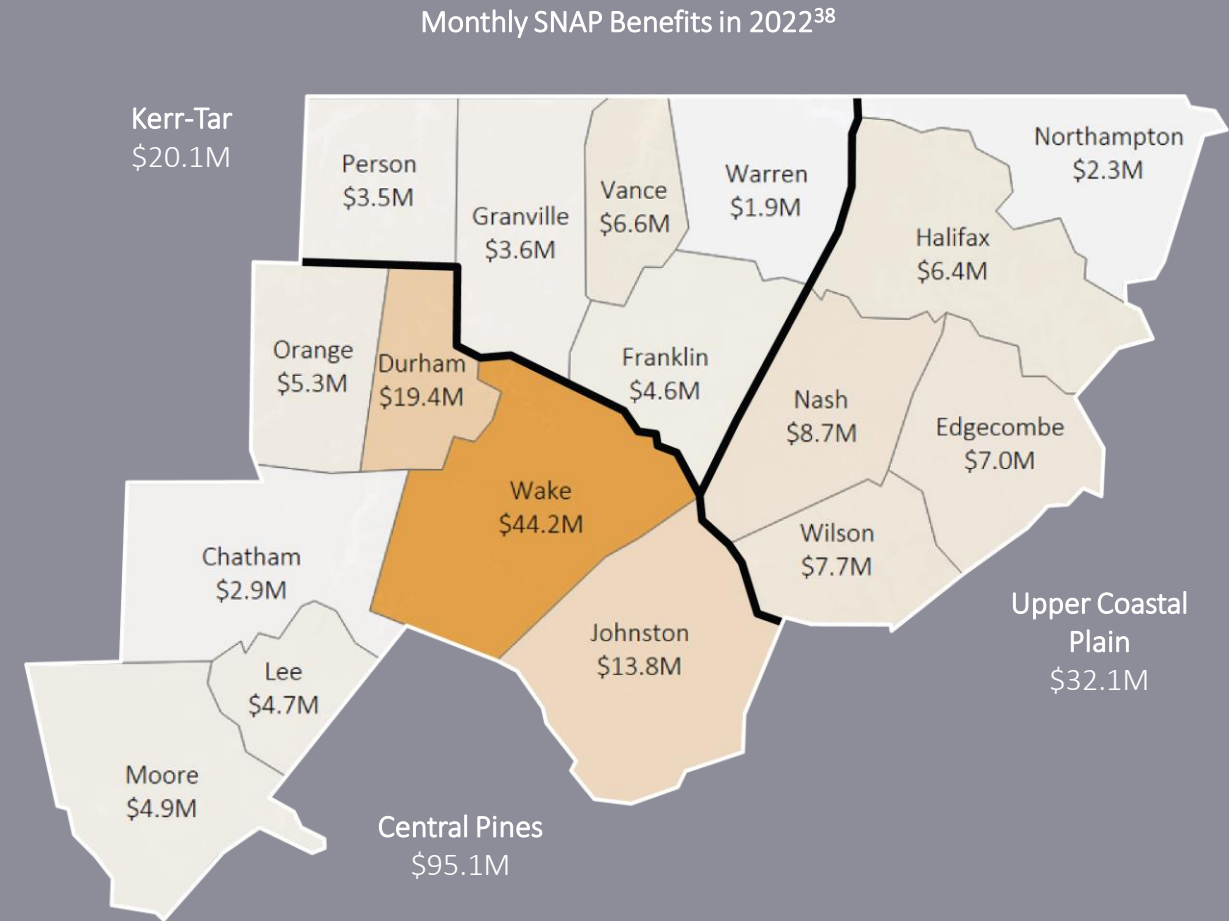 Monthly SNAP Benefits in 2022³⁸
Kerr-Tar
$20.1M
Person
$3.5M
Granville
$3.6M
Vance
$6.6M
Warren
$1.9M
Northampton
$2.3M
Halifax
$6.4M
Orange
$5.3M
Durham
$19.4M
Franklin
$4.6M
Nash
$8.7M
Edgecombe
$7.0M
Wake
$44.2M
Wilson
$7.7M
Chatham
$2.9M
Johnston
$13.8M
Upper Coastal
Plain
$32.1M
Lee
$4.7M
Moore
$4.9M
Central Pines
$95.1M